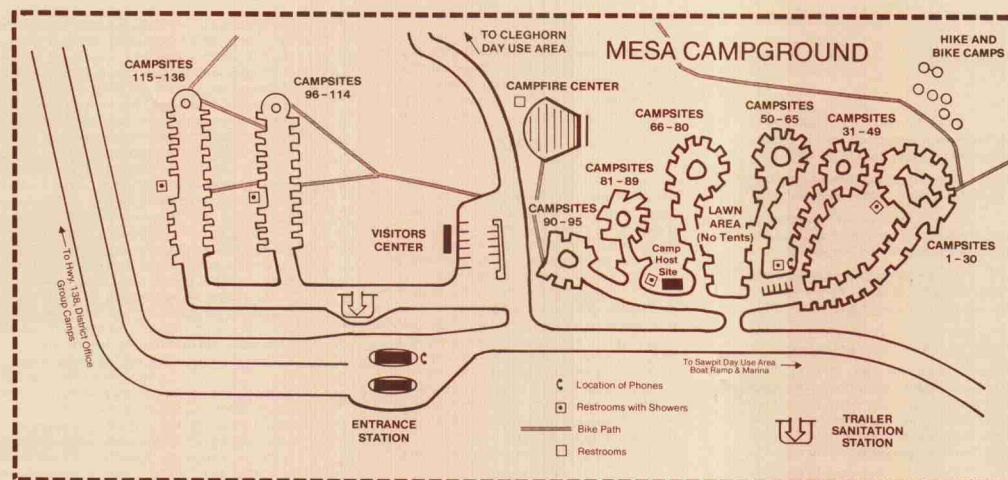 TO CLEGHORN
DAY USE AREA
MESA CAMPGROUND
HIKE AND
BIKE CAMPS
CAMPSITES
115-136
CAMPSITES
96-114
CAMPFIRE CENTER
CAMPSITES
66-80
CAMPSITES
50-65
CAMPSITES
31-49
CAMPSITES
81-89
CAMPSITES
90-95
LAWN
AREA
(No Tents)
VISITORS
CENTER
Camp
Host
Site
CAMPSITES
1-30
To Hwy. 138, District Office
Group Camps
To Sawpit Day Use Area
Boat Ramp & Marina
ENTRANCE
STATION
Location of Phones
Restrooms with Showers
Bike Path
Restrooms
TRAILER
SANITATION
STATION